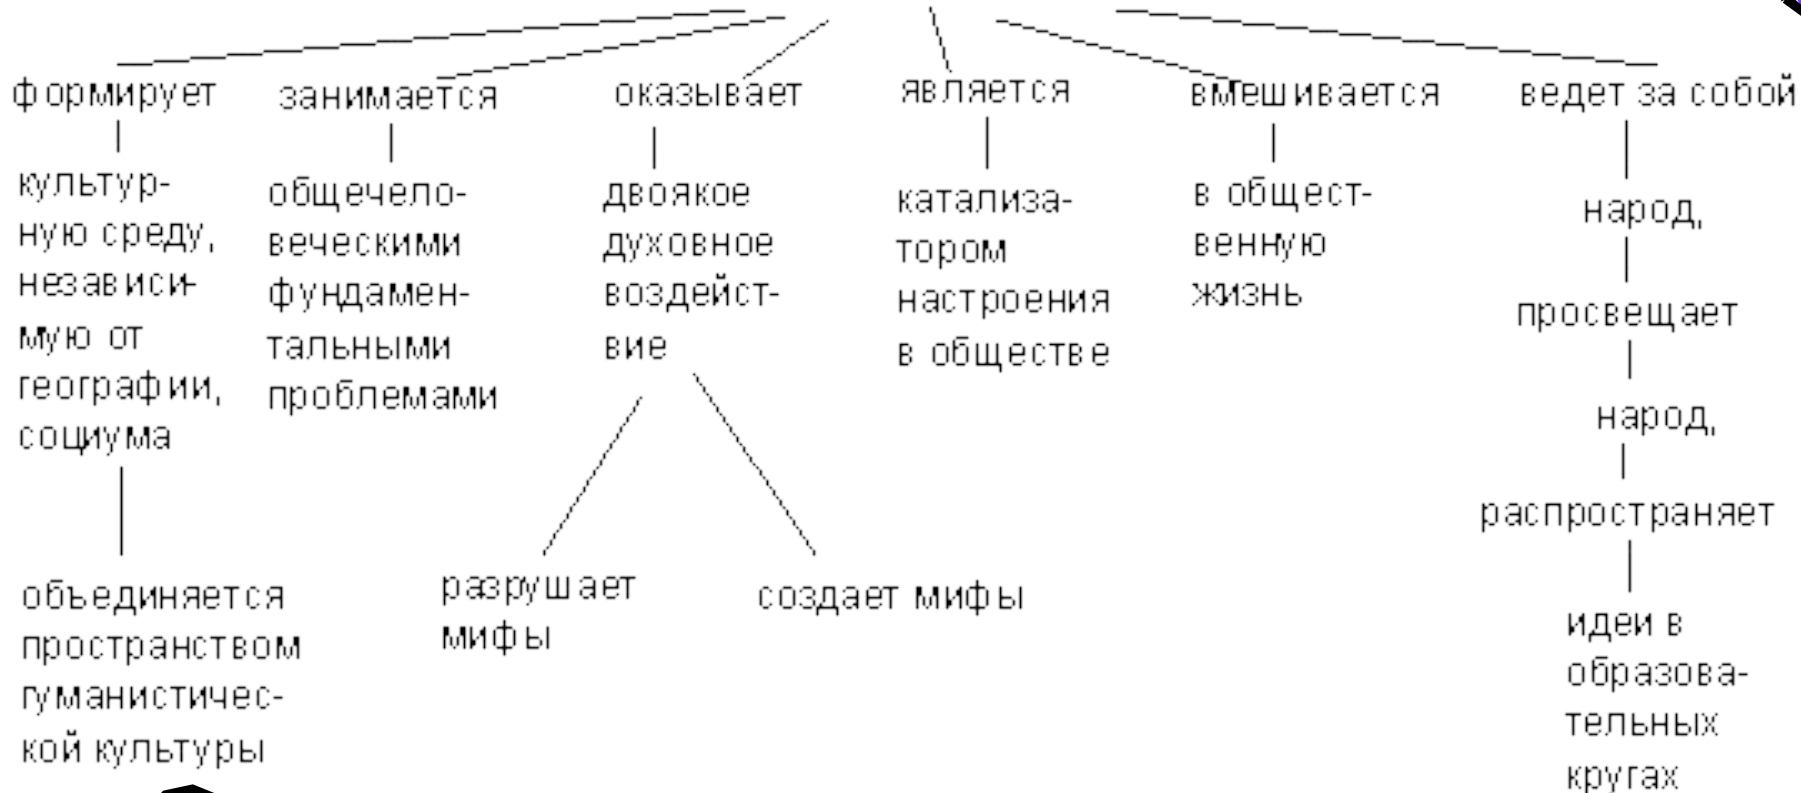 формирует
культур-
ную среду,
независи-
мую от
географии,
социума
объединяется
пространством
гуманистичес-
кой культуры
занимается
общечело-
веческими
фундамен-
тальными
проблемами
оказывает
двоякое
духовное
воздейст-
вие
разрушает
мифы
создает мифы
является
катализа-
тором
настроения
в обществе
вмешивается
в общест-
венную
жизнь
ведет за собой
народ,
просвещает
народ,
распространяет
идеи в
образова-
тельных
кругах